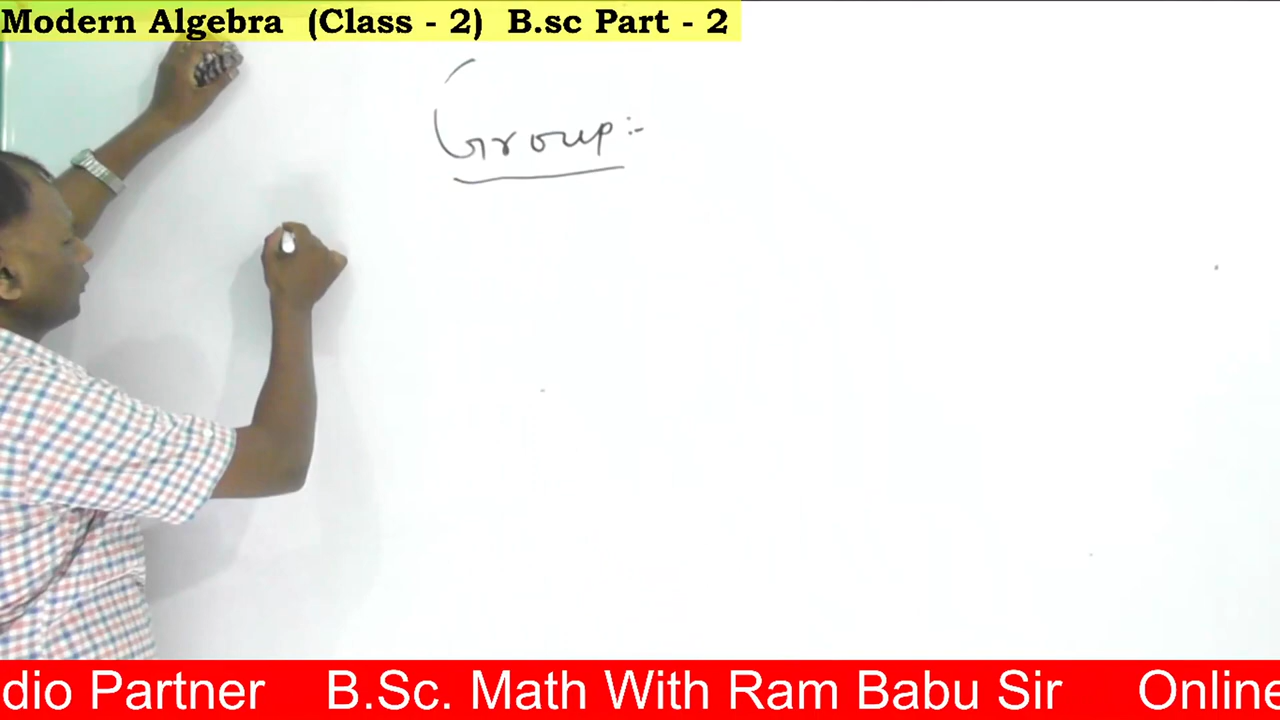 Modern Algebra (Class - 2) B.sc Part - 2
Group :-
dio Partner B.Sc. Math With Ram Babu Sir Online